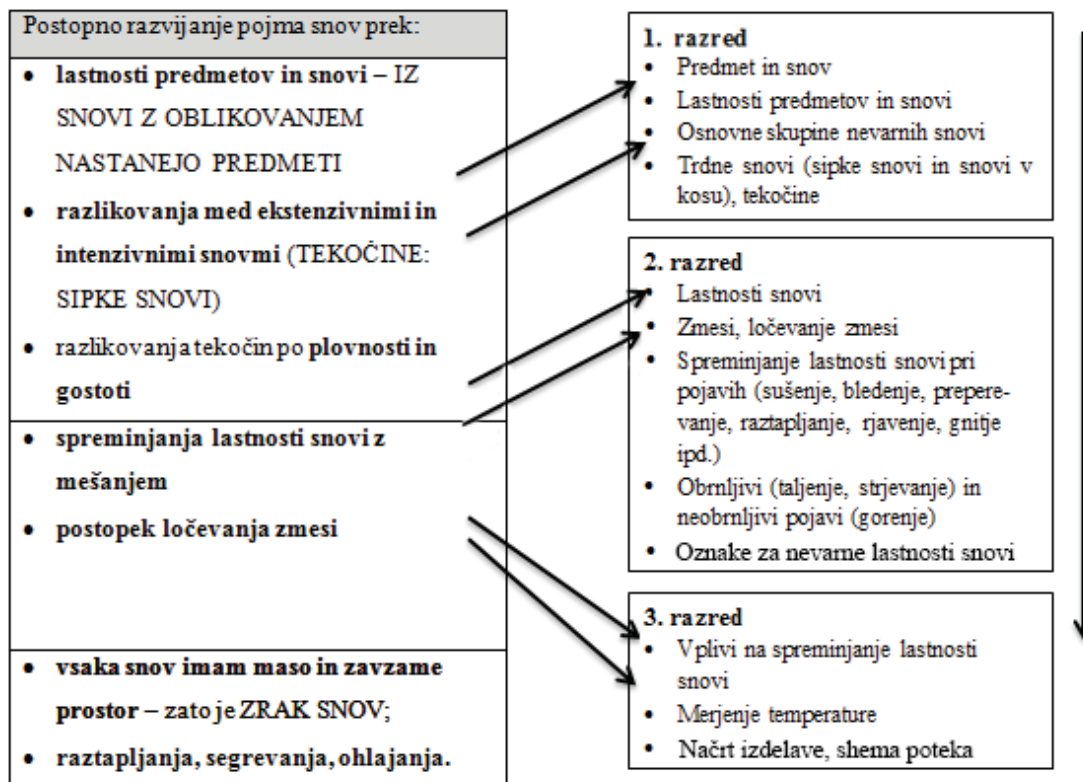 Postopno razvijanje pojma snov prek:
• lastnosti predmetov in snovi – IZ
SNOVI Z OBLIKOVANJEM
NASTANEJO PREDMETI
• razlikovanja med ekstenzivnimi in
intenzivnimi snovmi (TEKOČINE:
SIPKE SNOVI)
• razlikovanja tekočin po plovnosti in
gostoti
• spreminjanja lastnosti snovi z
mešanjem
• postopek ločevanja zmesi
• vsaka snov imam maso in zavzame
prostor – zato je ZRAK SNOV;
• raztapljanja, segrevanja, ohlajanja.
1. razred
• Predmet in snov
• Lastnosti predmetov in snovi
• Osnovne skupine nevarnih snovi
• Trdne snovi (sipke snovi in snovi v
kosu), tekočine
2. razred
• Lastnosti snovi
• Zmesi, ločevanje zmesi
• Spreminjanje lastnosti snovi pri
pojavih (sušenje, bledenje, prepere-
vanje, raztapljanje, rjavenje, gnitje
ipd.)
• Obrnljivi (taljenje, strjevanje) in
neobrnljivi pojavi (gorenje)
• Oznake za nevarne lastnosti snovi
3. razred
• Vplivi na spreminjanje lastnosti
snovi
• Merjenje temperature
• Načrt izdelave, shema poteka